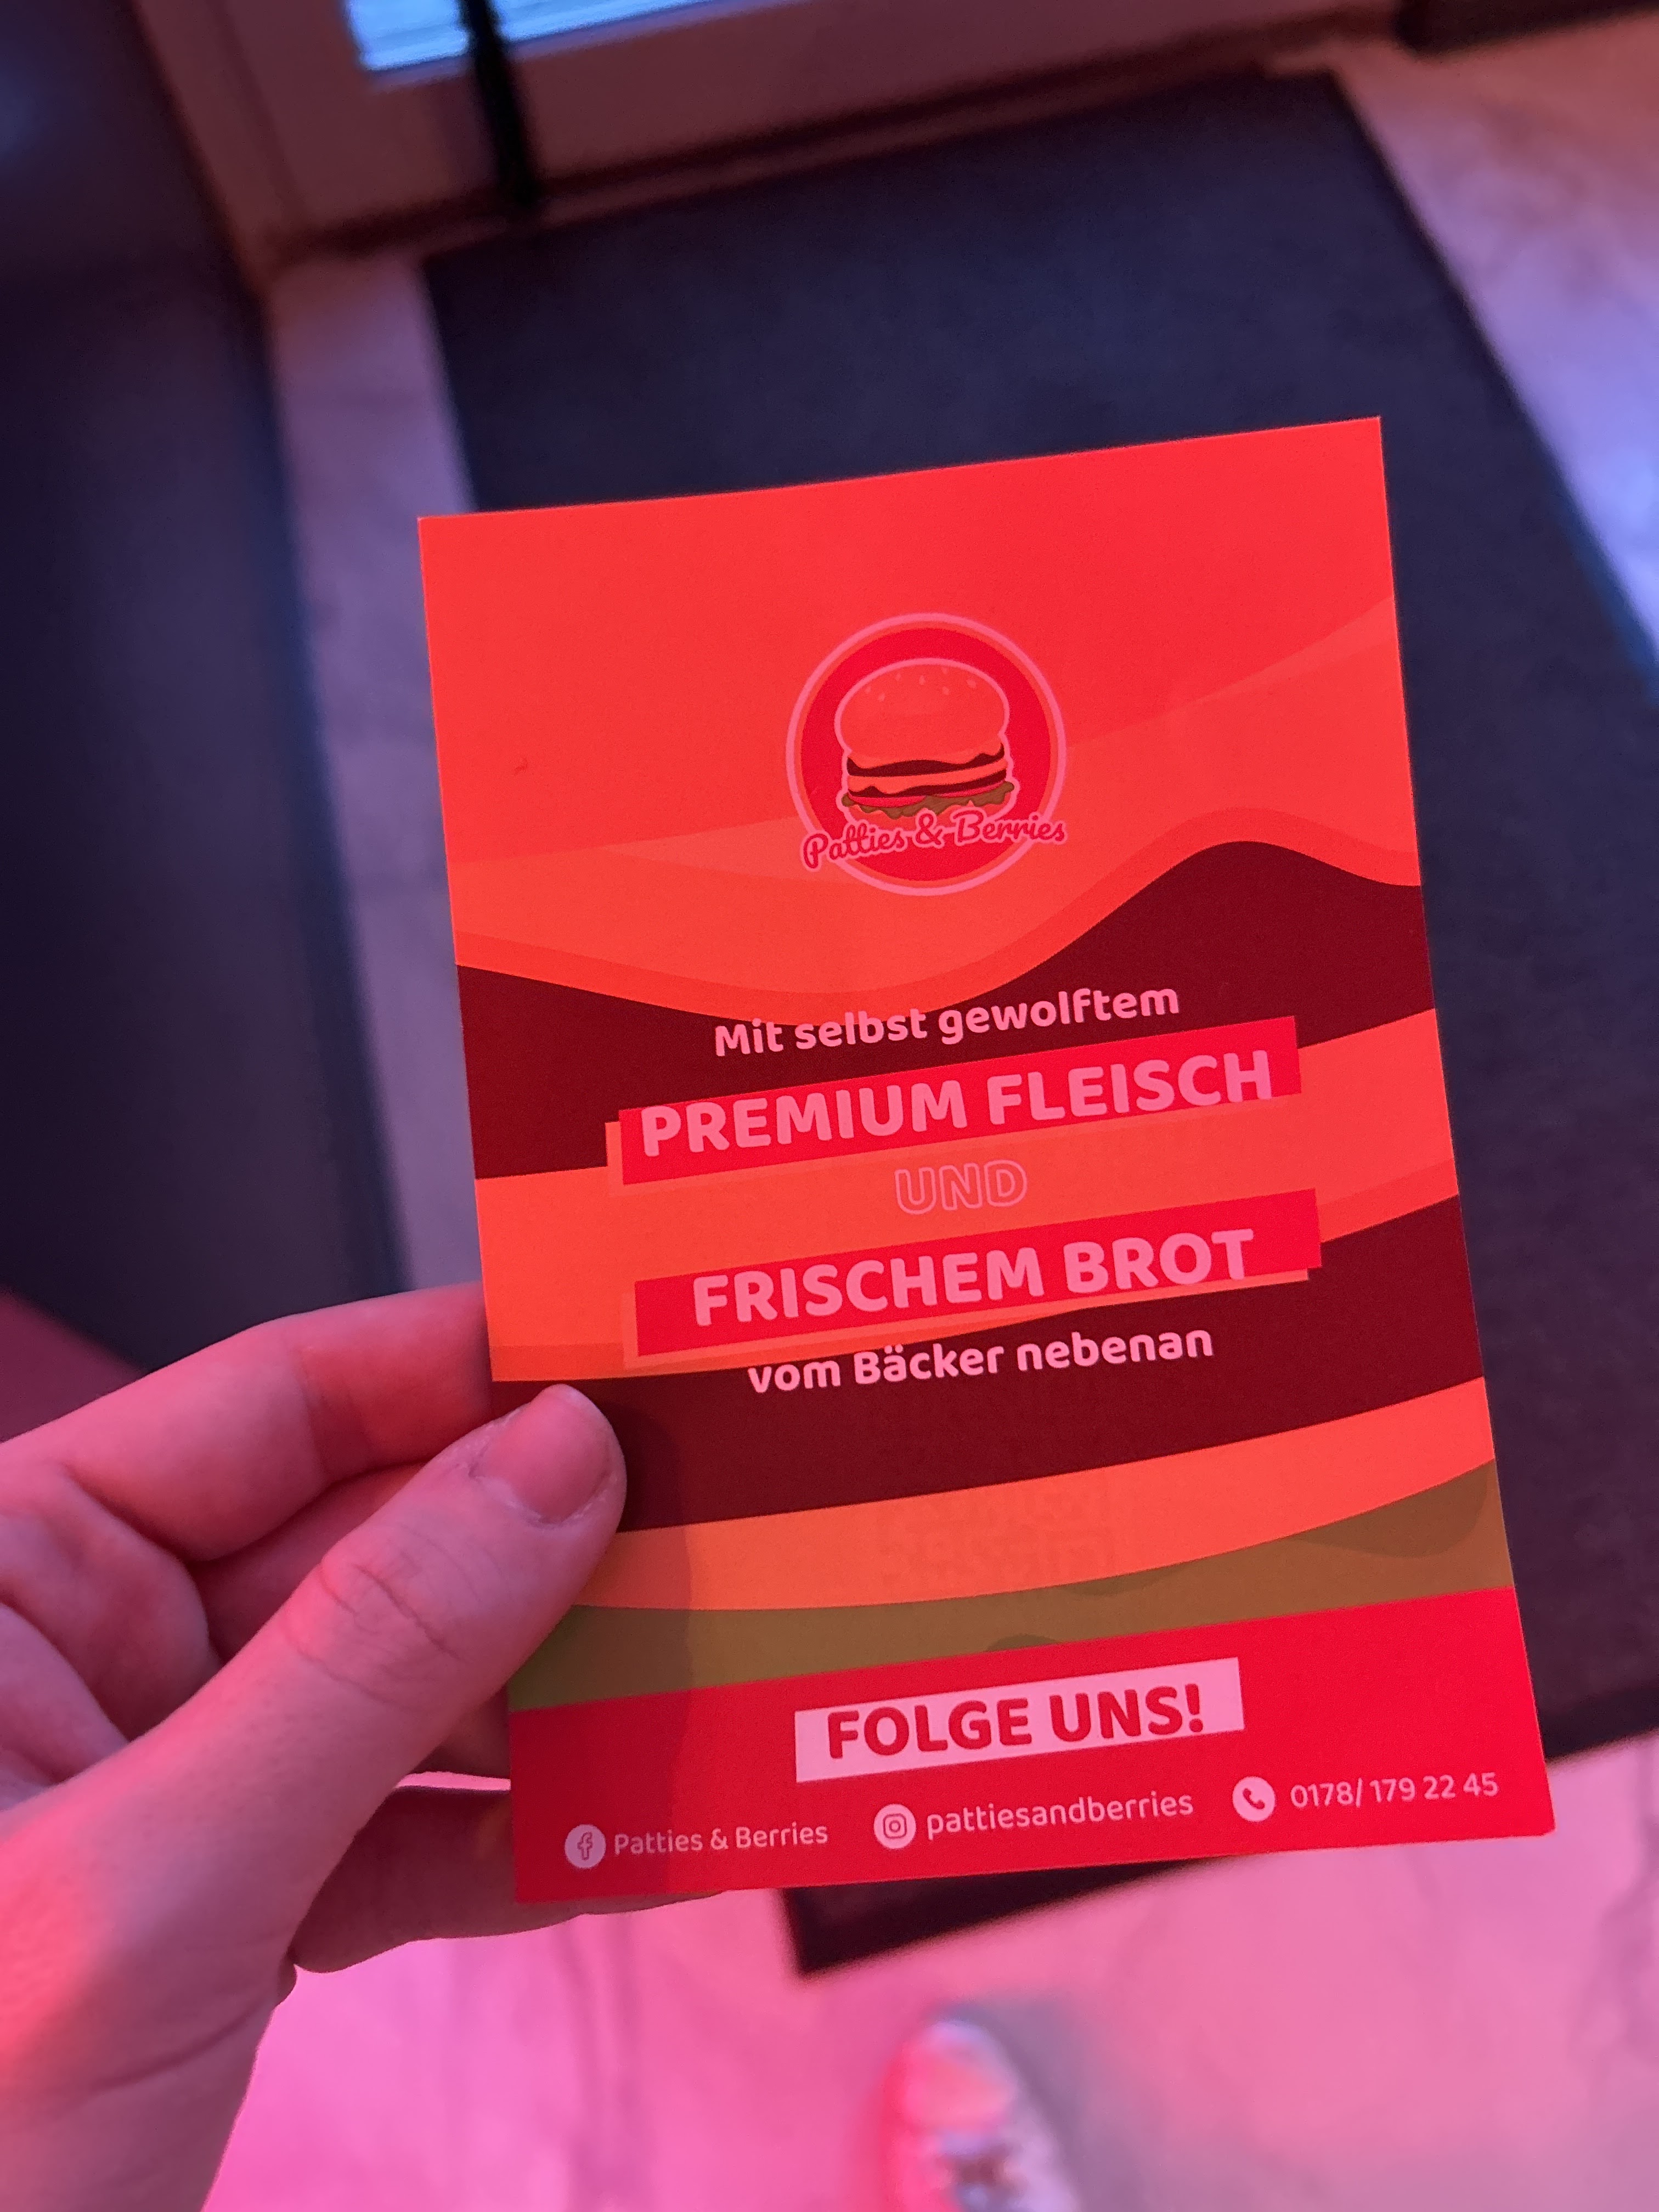 Patties & Berries
Mit selbst gewolftem
PREMIUM FLEISCH
UND
FRISCHEM BROT
vom Bäcker nebenan
FOLGE UNS!
Patties & Berries pattiesandberries 0178/ 179 22 45